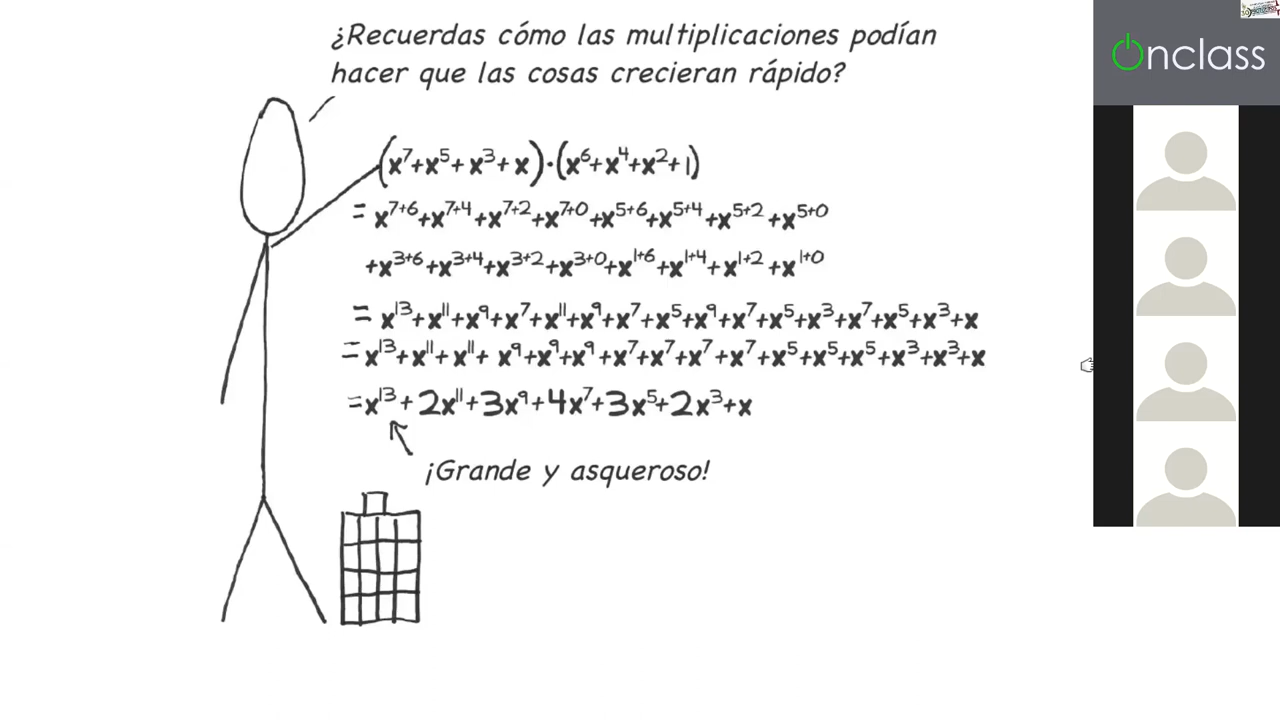 ¿Recuerdas cómo las multiplicaciones podían
hacer que las cosas crecieran rápido?
(x⁷+x⁵+x³+x)·(x⁶+x⁴+x²+1)
=x⁷⁺⁶+x⁷⁺⁴+x⁷⁺²+x⁷⁺⁰+x⁵⁺⁶+x⁵⁺⁴+x⁵⁺²+x⁵⁺⁰
+x³⁺⁶+x³⁺⁴+x³⁺²+x³⁺⁰+x¹⁺⁶+x¹⁺⁴+x¹⁺²+x¹⁺⁰
=x¹³+x¹¹+x⁹+x⁷+x¹¹+x⁹+x⁷+x⁵+x⁹+x⁷+x⁵+x³+x⁷+x⁵+x³+x
=x¹³+x¹¹+x¹¹+x⁹+x⁹+x⁹+x⁷+x⁷+x⁷+x⁷+x⁵+x⁵+x⁵+x³+x³+x
=x¹³+2x¹¹+3x⁹+4x⁷+3x⁵+2x³+x
¡Grande y asqueroso!
Onclass